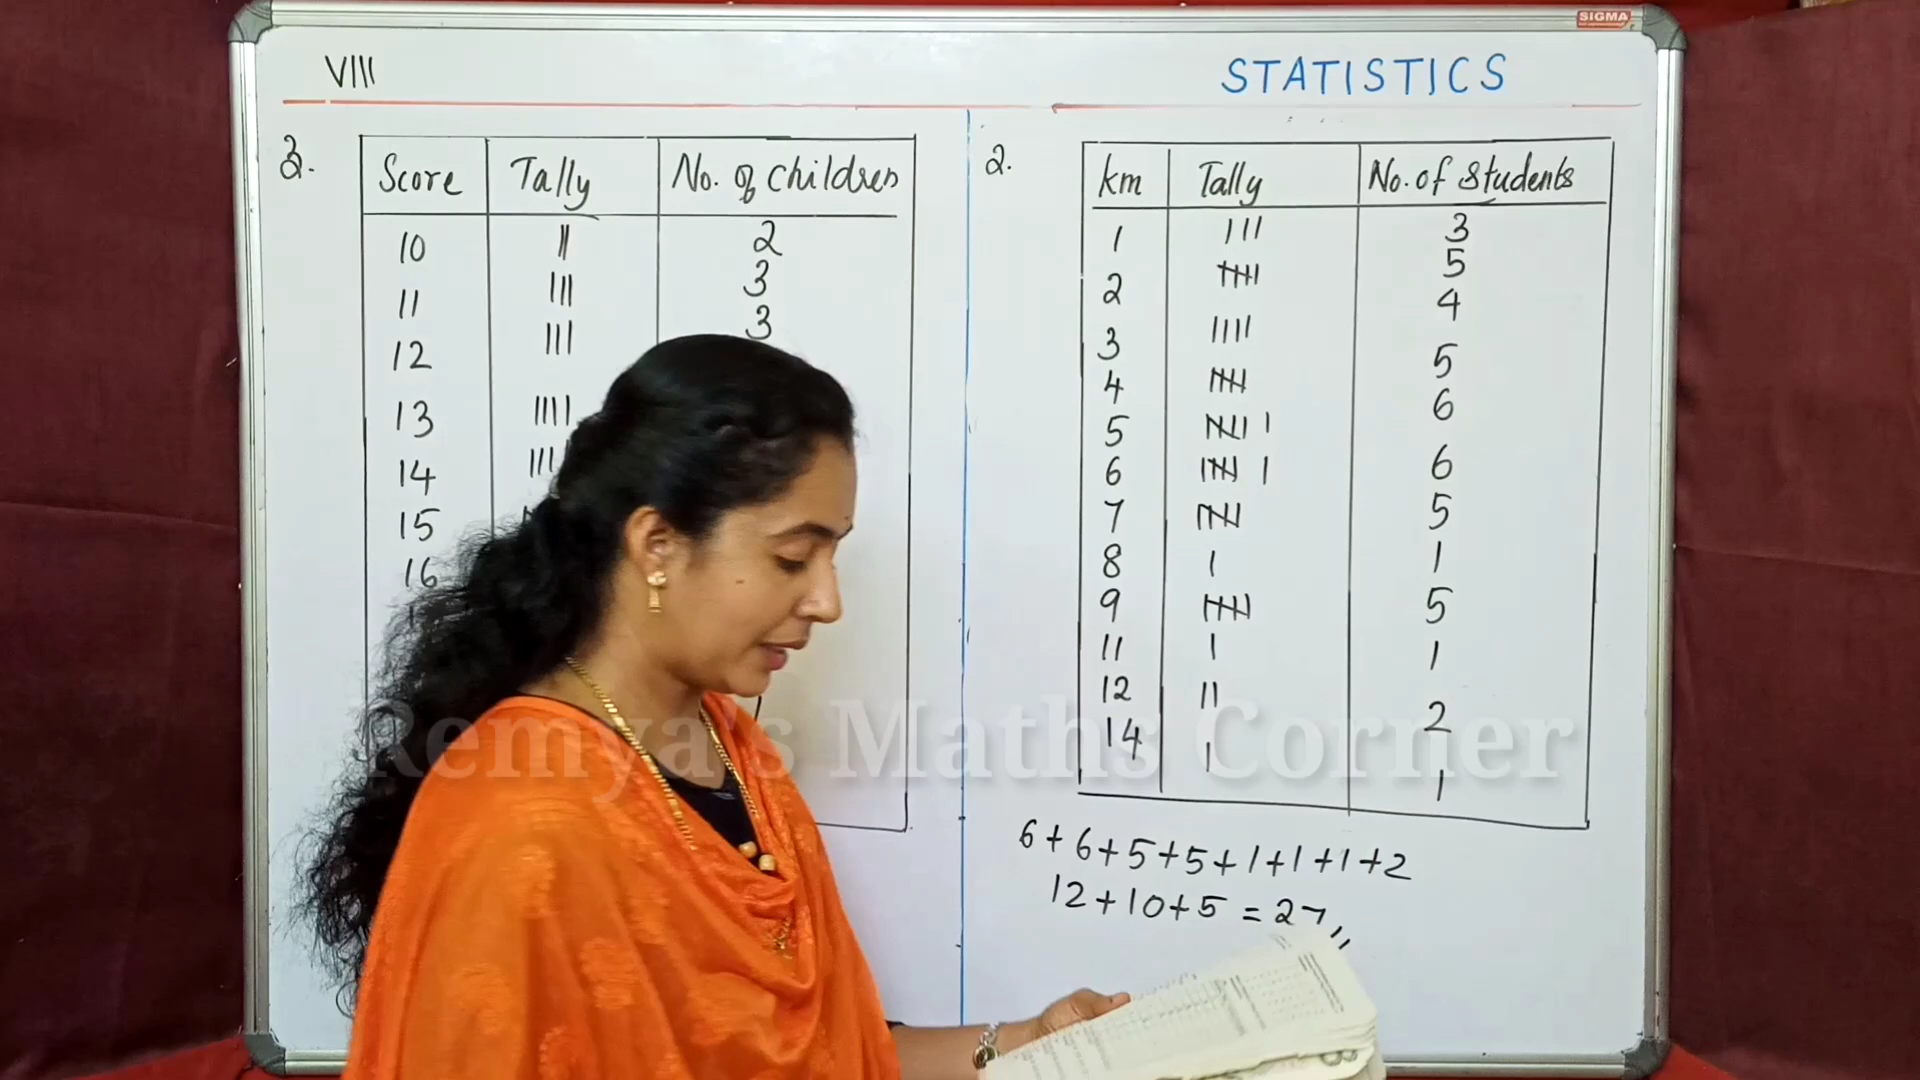 SIGMA
VIII
STATISTICS
3.
Score Tally No. of children
10 || 2
11 ||| 3
12 ||| 3
13 ||||
14 |||
15
16
2.
km Tally No. of students
1 ||| 3
2 |||| 5
3 |||| 4
4 |||| 5
5 |||| | 6
6 |||| | 6
7 |||| 5
8 | 1
9 |||| 5
11 | 1
12 || 2
14 | 1
6+6+5+5+1+1+1+2
12+10+5 = 27,,
Remya's Maths Corner